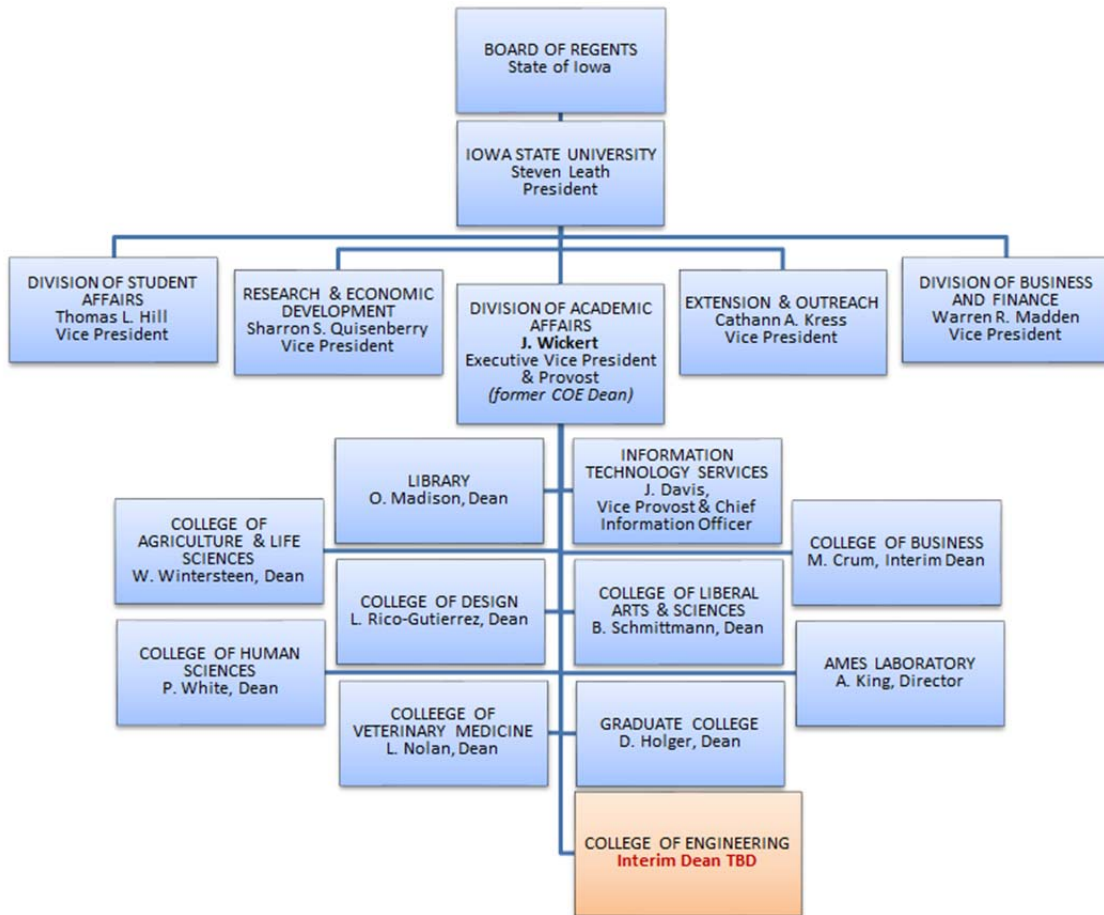 BOARD OF REGENTS
State of Iowa
IOWA STATE UNIVERSITY
Steven Leath
President
DIVISION OF STUDENT
AFFAIRS
Thomas L. Hill
Vice President
RESEARCH & ECONOMIC
DEVELOPMENT
Sharron S. Quisenberry
Vice President
DIVISION OF ACADEMIC
AFFAIRS
J. Wickert
Executive Vice President
& Provost
(former COE Dean)
EXTENSION & OUTREACH
Cathann A. Kress
Vice President
DIVISION OF BUSINESS
AND FINANCE
Warren R. Madden
Vice President
LIBRARY
O. Madison, Dean
INFORMATION
TECHNOLOGY SERVICES
J. Davis,
Vice Provost & Chief
Information Officer
COLLEGE OF
AGRICULTURE & LIFE
SCIENCES
W. Wintersteen, Dean
COLLEGE OF BUSINESS
M. Crum, Interim Dean
COLLEGE OF DESIGN
L. Rico-Gutierrez, Dean
COLLEGE OF LIBERAL
ARTS & SCIENCES
B. Schmittmann, Dean
COLLEGE OF HUMAN
SCIENCES
P. White, Dean
AMES LABORATORY
A. King, Director
COLLEEGE OF
VETERINARY MEDICINE
L. Nolan, Dean
GRADUATE COLLEGE
D. Holger, Dean
COLLEGE OF ENGINEERING
Interim Dean TBD